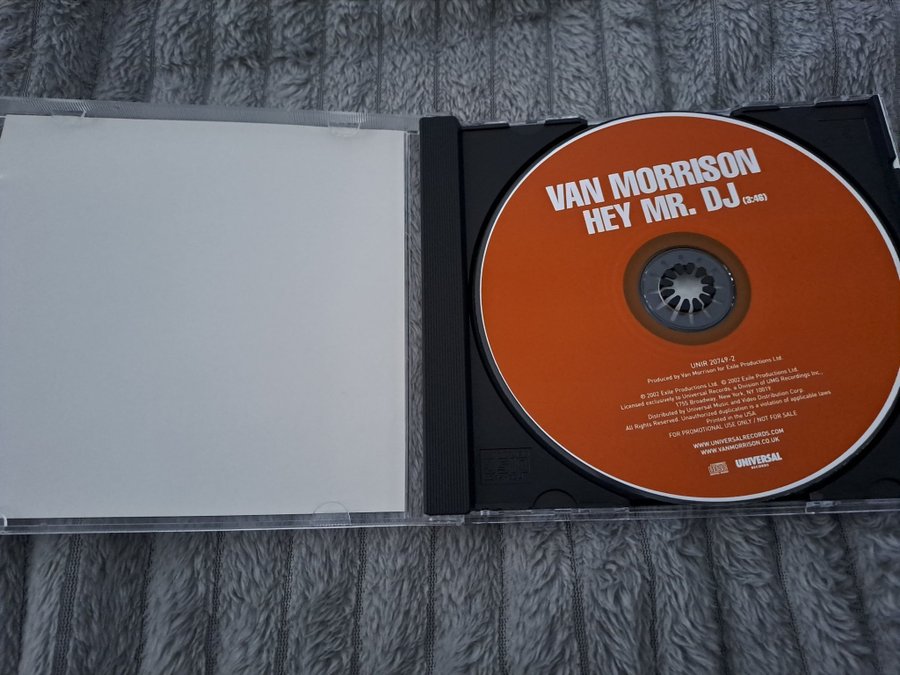 VAN MORRISON
HEY MR. DJ (3:46)
UNIR 20749-2
Produced by Van Morrison for Exile Productions Ltd.
℗ 2002 Exile Productions Ltd. © 2002 Exile Productions Ltd.
Licensed exclusively to Universal Records, a Division of UMG Recordings Inc.,
1755 Broadway, New York, NY 10019.
Distributed by Universal Music and Video Distribution Corp.
All Rights Reserved. Unauthorized duplication is a violation of applicable laws
Printed in the USA
FOR PROMOTIONAL USE ONLY / NOT FOR SALE
WWW.UNIVERSALRECORDS.COM
WWW.VANMORRISON.CO.UK
UNIVERSAL
RECORDS